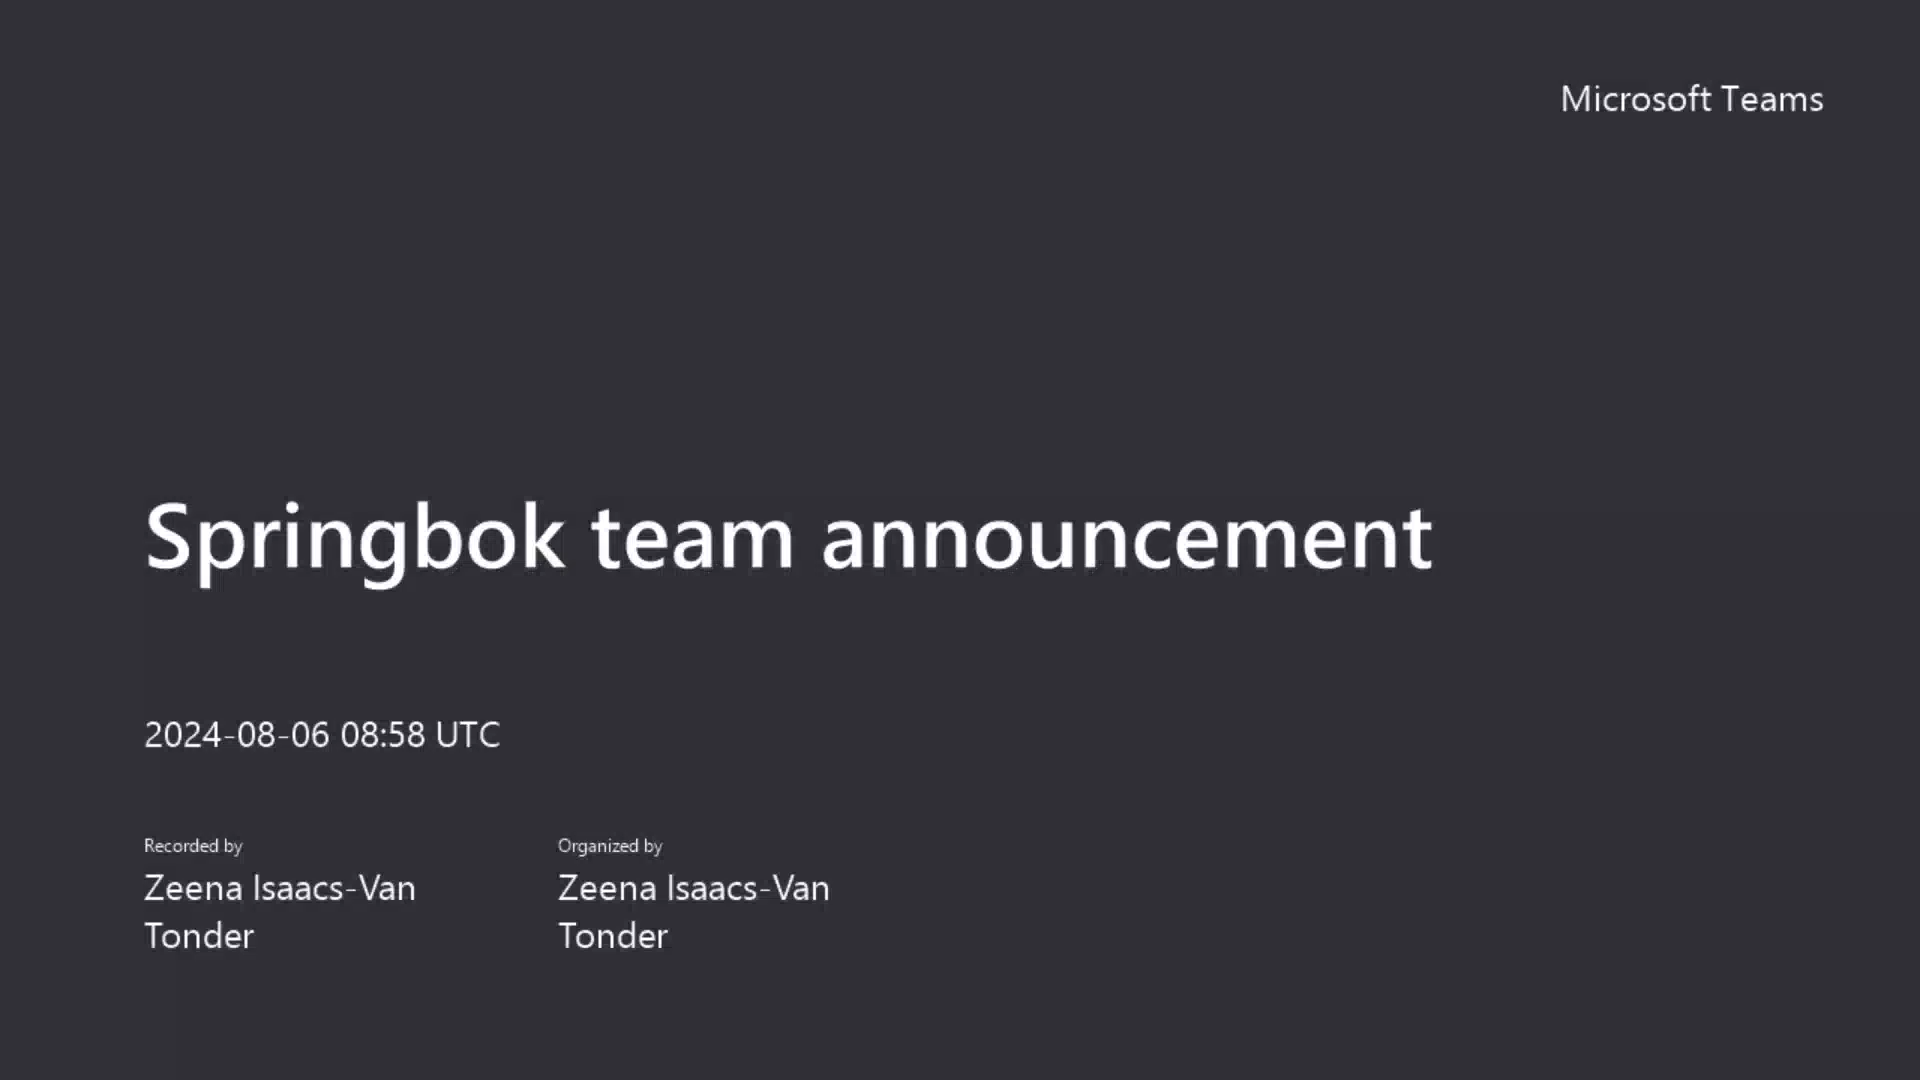 Microsoft Teams
Springbok team announcement
2024-08-06 08:58 UTC
Recorded by
Zeena Isaacs-Van
Tonder
Organized by
Zeena Isaacs-Van
Tonder